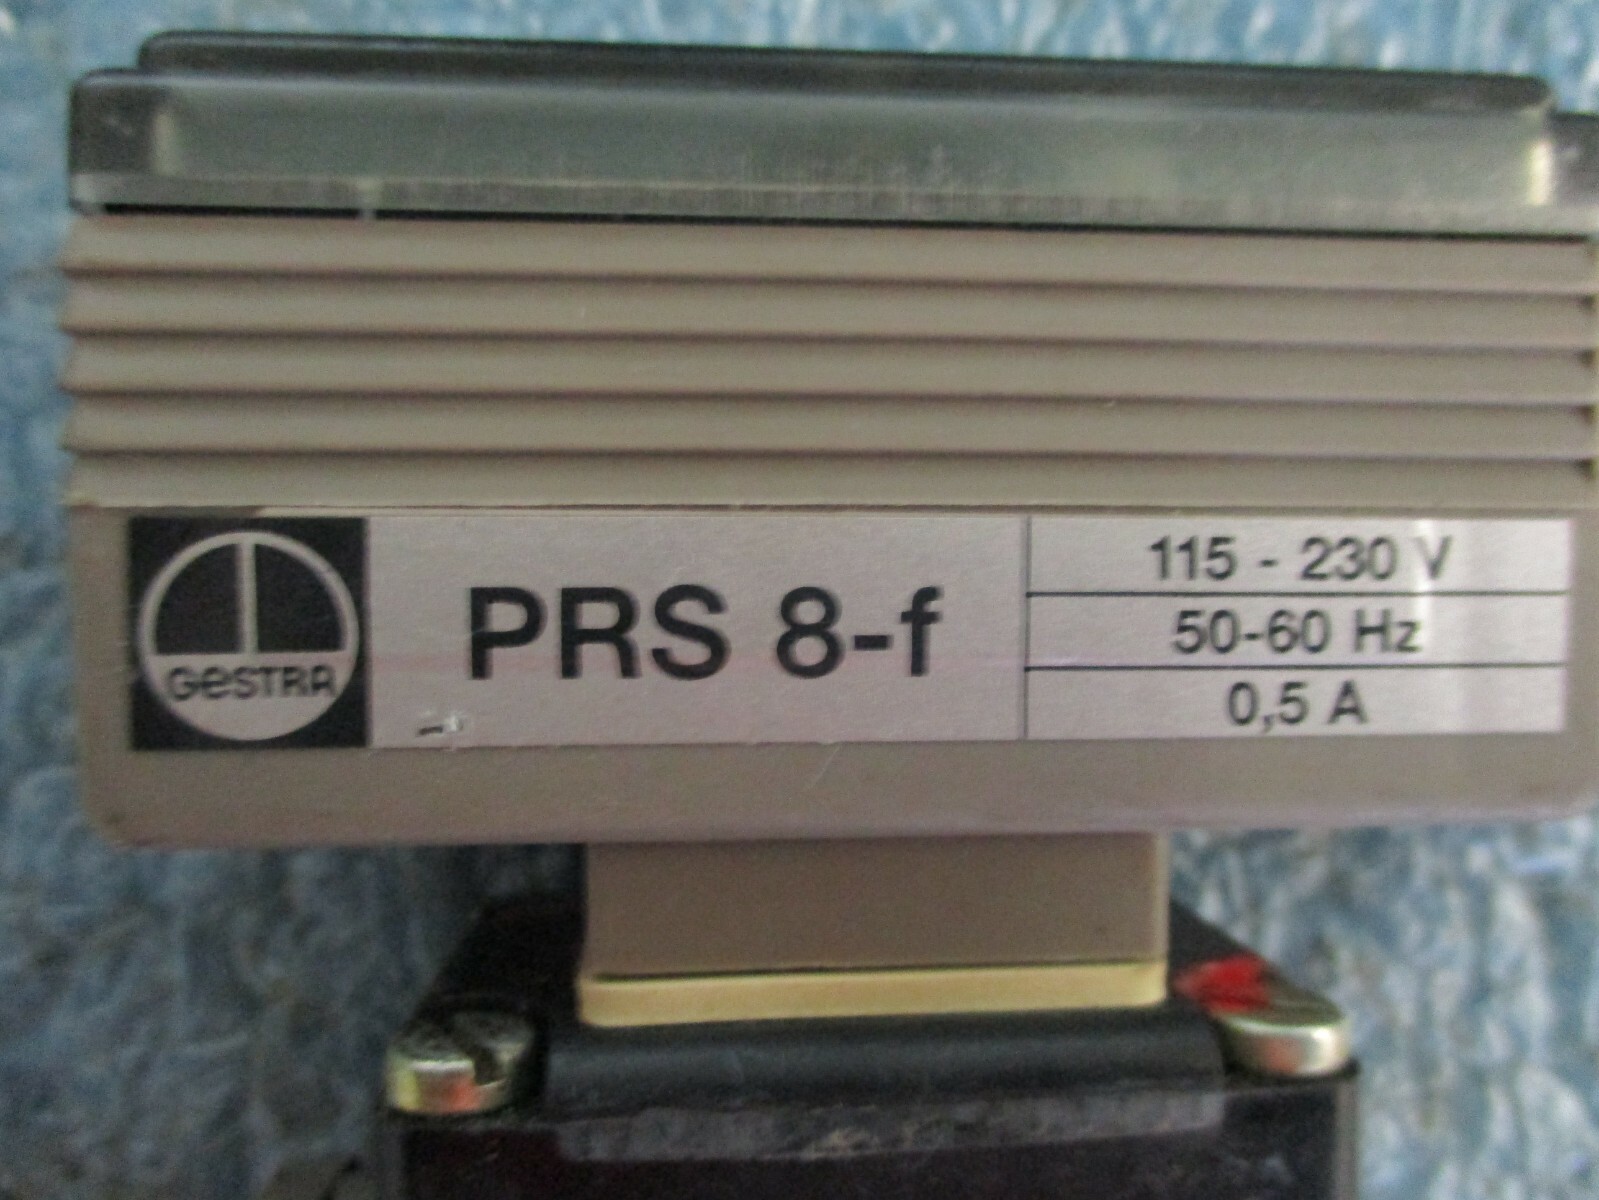 GESTRA
PRS 8-f
115 - 230 V
50-60 Hz
0,5 A